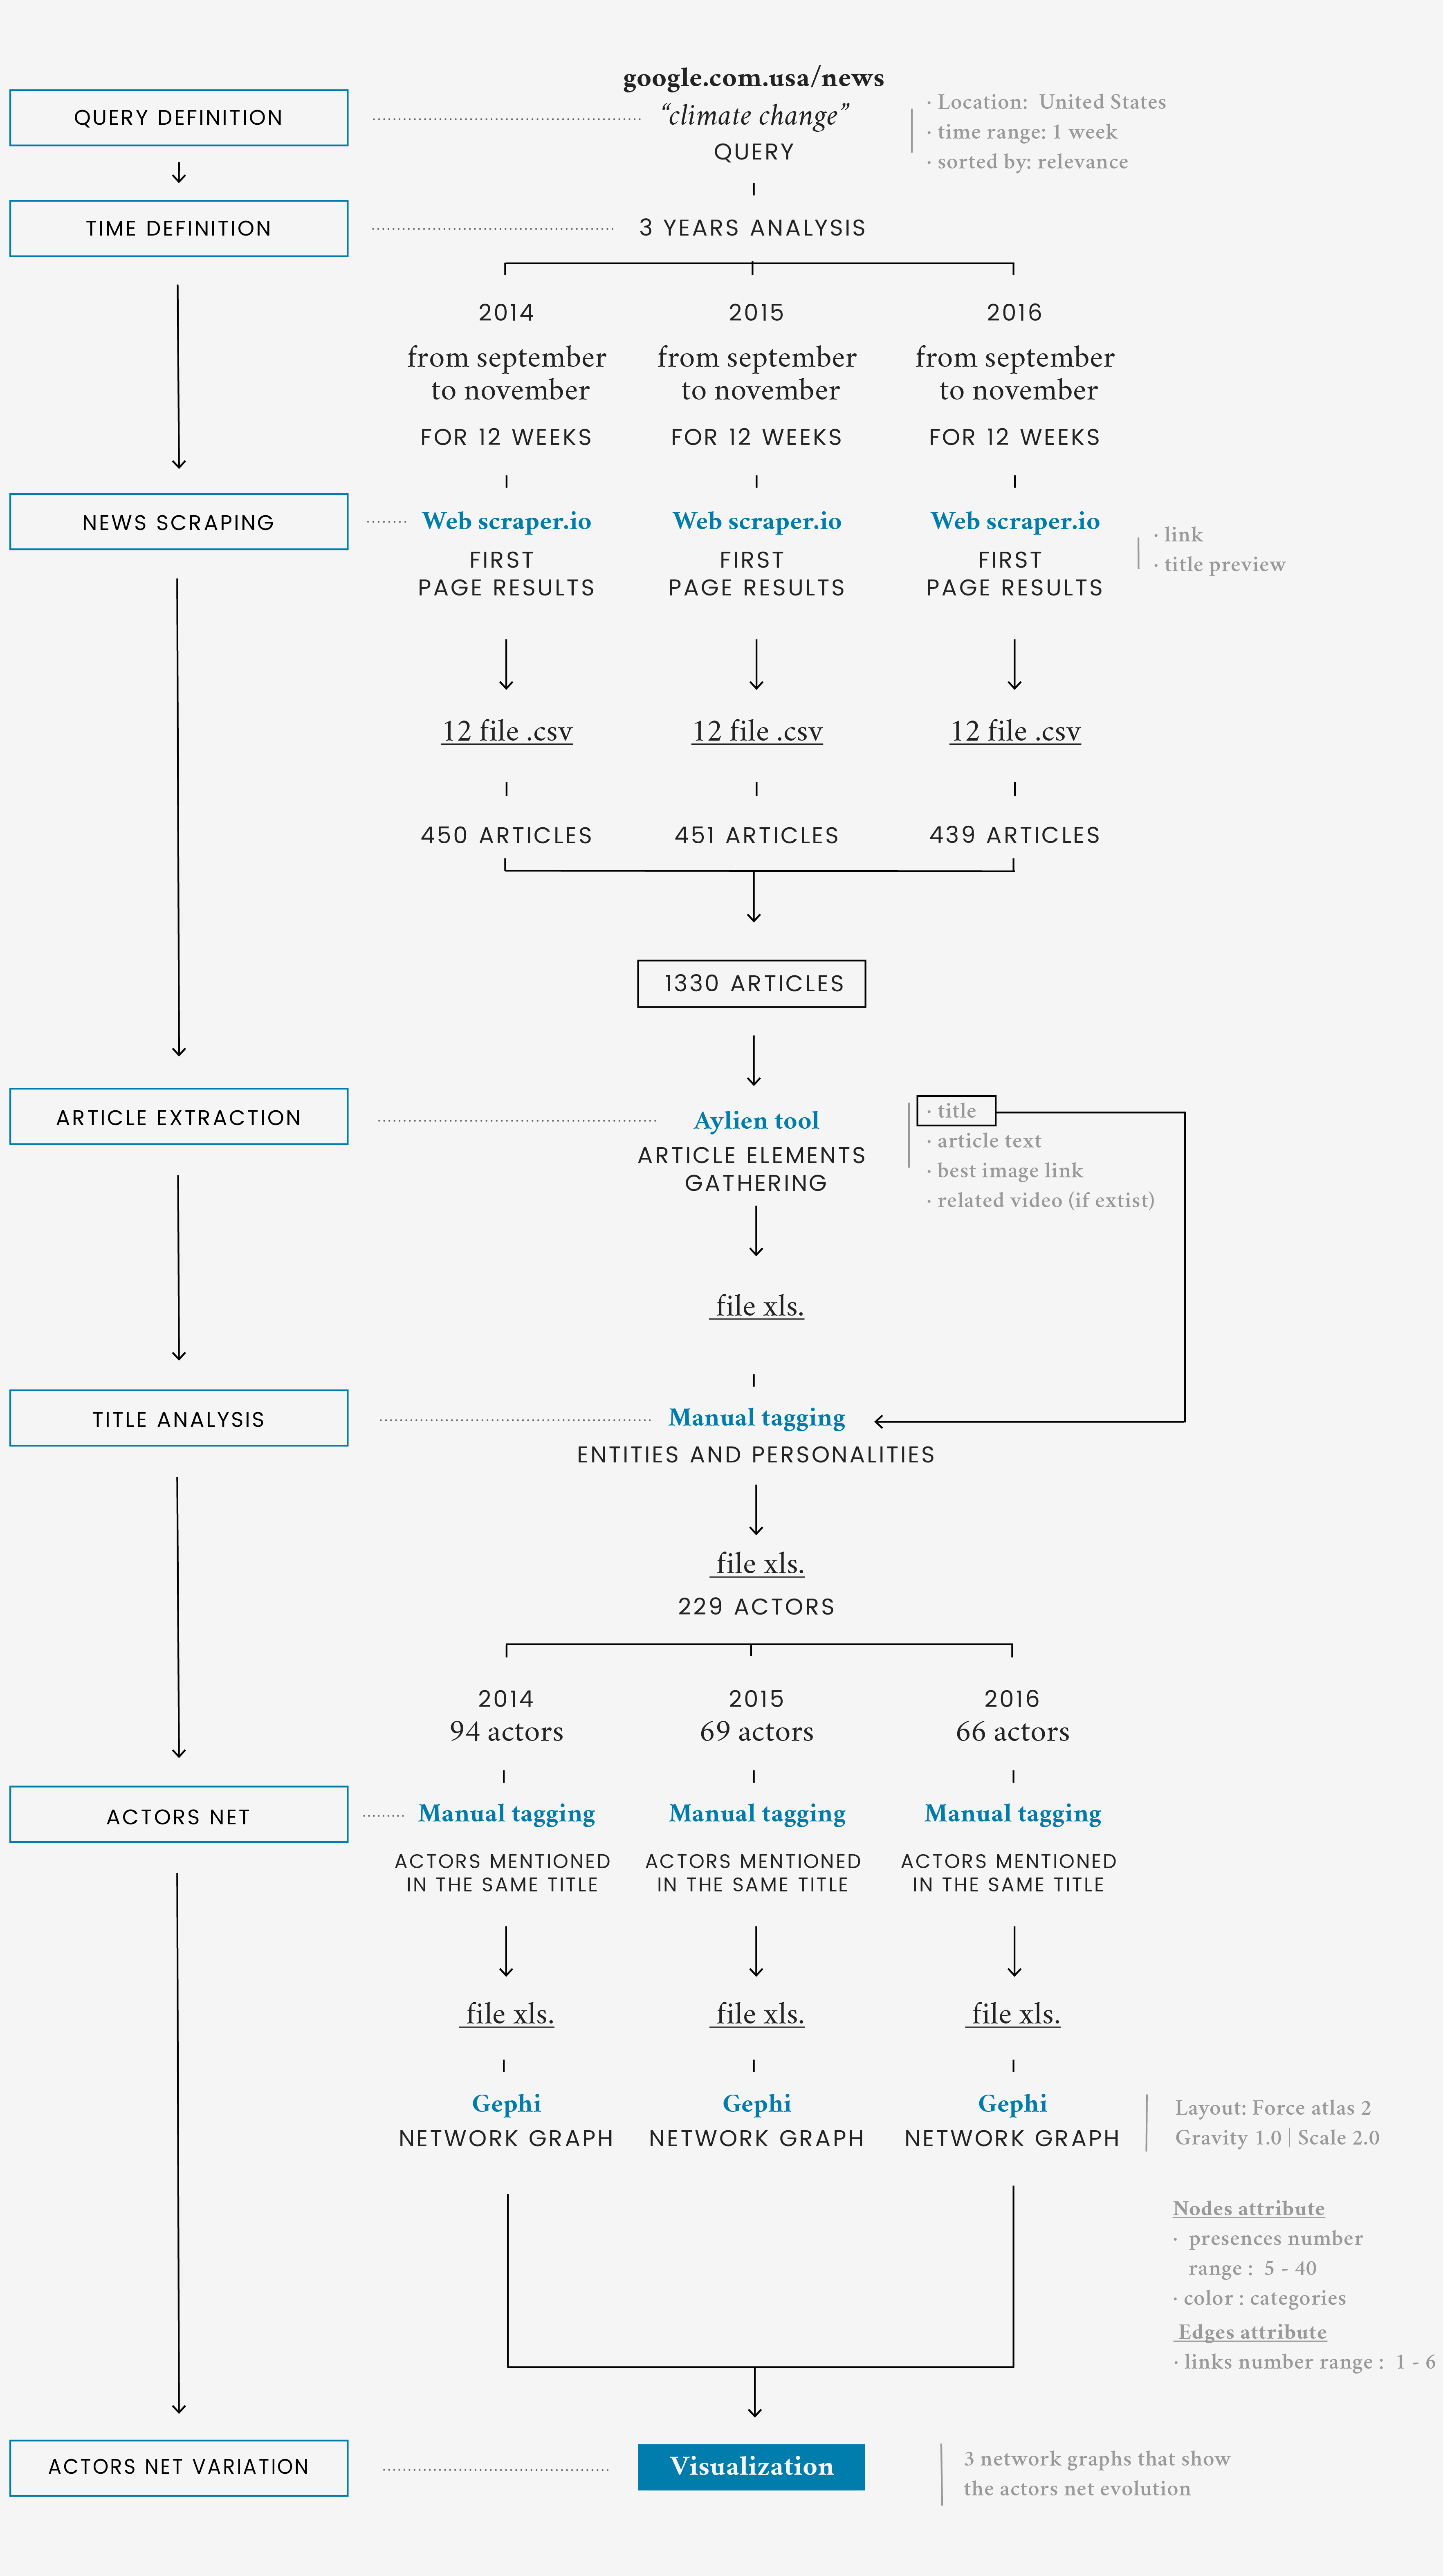 google.com.usa/news
QUERY DEFINITION
“climate change”
QUERY
· Location: United States
· time range: 1 week
· sorted by: relevance
TIME DEFINITION
3 YEARS ANALYSIS
2014
from september
to november
FOR 12 WEEKS
2015
from september
to november
FOR 12 WEEKS
2016
from september
to november
FOR 12 WEEKS
NEWS SCRAPING
Web scraper.io
FIRST
PAGE RESULTS
Web scraper.io
FIRST
PAGE RESULTS
Web scraper.io
FIRST
PAGE RESULTS
· link
· title preview
12 file .csv
12 file .csv
12 file .csv
450 ARTICLES
451 ARTICLES
439 ARTICLES
1330 ARTICLES
ARTICLE EXTRACTION
Aylien tool
ARTICLE ELEMENTS
GATHERING
· title
· article text
· best image link
· related video (if extist)
file xls.
TITLE ANALYSIS
Manual tagging
ENTITIES AND PERSONALITIES
file xls.
229 ACTORS
2014
94 actors
2015
69 actors
2016
66 actors
ACTORS NET
Manual tagging
ACTORS MENTIONED
IN THE SAME TITLE
Manual tagging
ACTORS MENTIONED
IN THE SAME TITLE
Manual tagging
ACTORS MENTIONED
IN THE SAME TITLE
file xls.
file xls.
file xls.
Gephi
NETWORK GRAPH
Gephi
NETWORK GRAPH
Gephi
NETWORK GRAPH
Layout: Force atlas 2
Gravity 1.0 | Scale 2.0
Nodes attribute
· presences number
range : 5 - 40
· color : categories
Edges attribute
· links number range : 1 - 6
ACTORS NET VARIATION
Visualization
3 network graphs that show
the actors net evolution